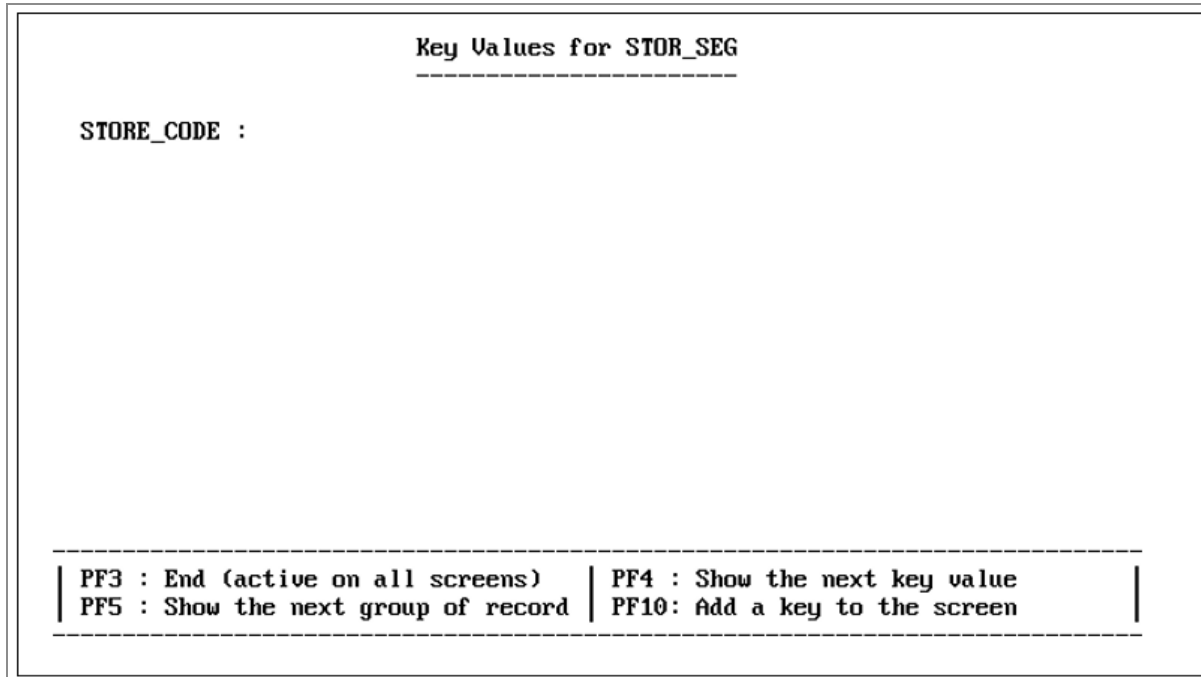 Key Values for STOR_SEG
-----------------------
STORE_CODE :
------------------------------------------------------------------------------
| PF3 : End (active on all screens) | PF4 : Show the next key value |
| PF5 : Show the next group of record | PF10: Add a key to the screen |
------------------------------------------------------------------------------